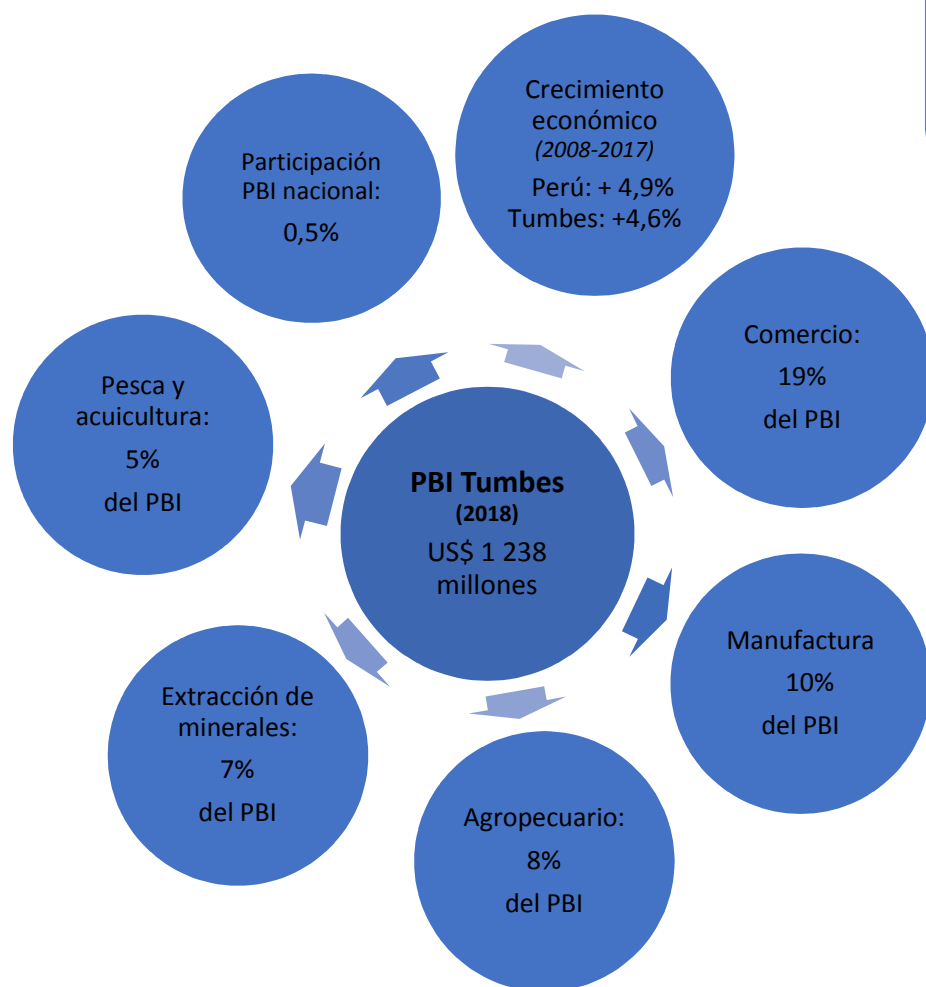 Crecimiento
económico
(2008-2017)
Perú: + 4,9%
Tumbes: +4,6%
Participación
PBI nacional:
0,5%
Comercio:
19%
del PBI
Pesca y
acuicultura:
5%
del PBI
PBI Tumbes
(2018)
US$ 1 238
millones
Manufactura
10%
del PBI
Extracción de
minerales:
7%
del PBI
Agropecuario:
8%
del PBI